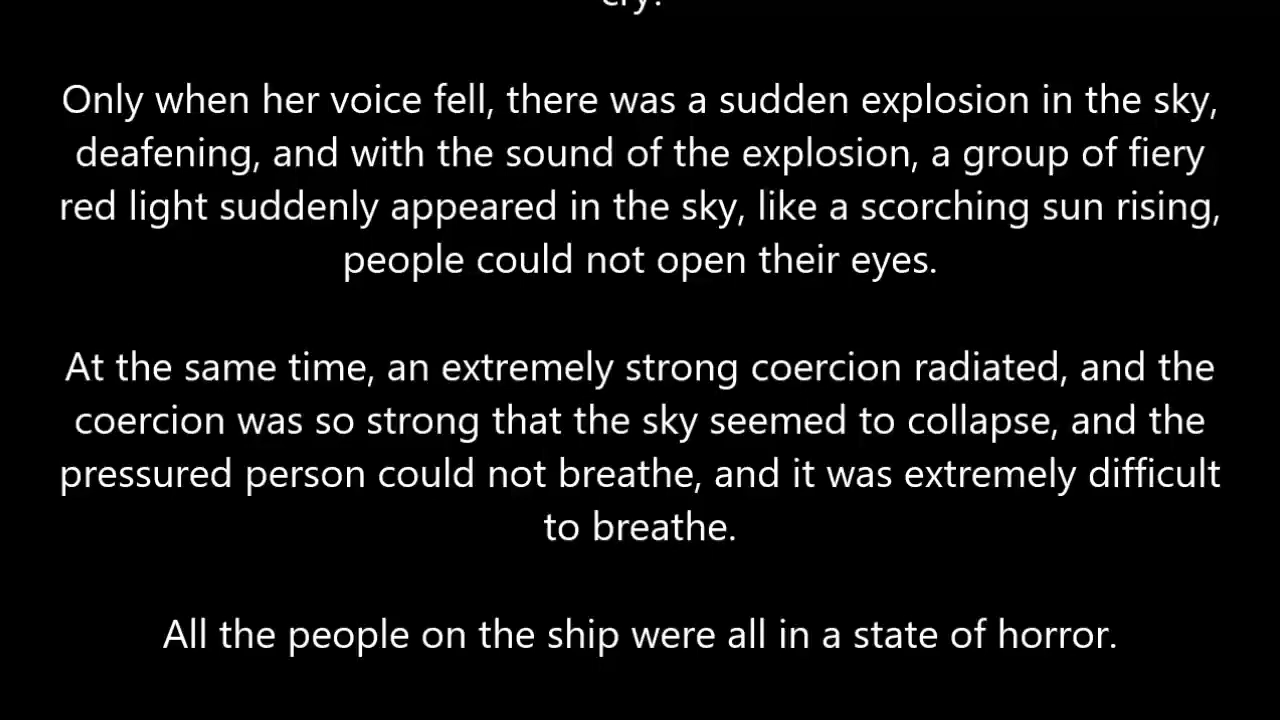 Only when her voice fell, there was a sudden explosion in the sky,
deafening, and with the sound of the explosion, a group of fiery
red light suddenly appeared in the sky, like a scorching sun rising,
people could not open their eyes.
At the same time, an extremely strong coercion radiated, and the
coercion was so strong that the sky seemed to collapse, and the
pressured person could not breathe, and it was extremely difficult
to breathe.
All the people on the ship were all in a state of horror.